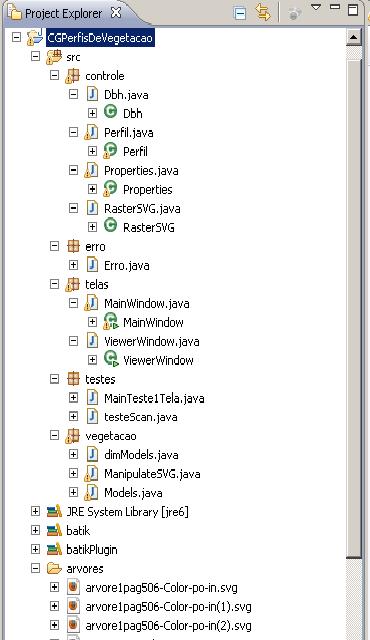 Project Explorer
CGPerfisDeVegetacao
src
controle
Dbh.java
Dbh
Perfil.java
Perfil
Properties.java
Properties
RasterSVG.java
RasterSVG
erro
Erro.java
telas
MainWindow.java
MainWindow
ViewerWindow.java
ViewerWindow
testes
MainTeste1Tela.java
testeScan.java
vegetacao
dimModels.java
ManipulateSVG.java
Models.java
JRE System Library [jre6]
batik
batikPlugin
arvores
arvore1pag506-Color-po-in.svg
arvore1pag506-Color-po-in(1).svg
arvore1pag506-Color-po-in(2).svg